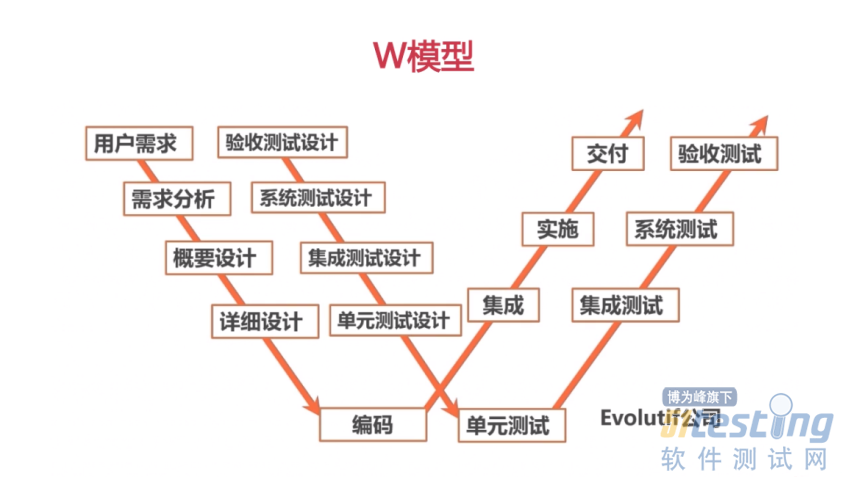 W模型
用户需求
验收测试设计
交付
验收测试
需求分析
系统测试设计
实施
系统测试
概要设计
集成测试设计
集成
集成测试
详细设计
单元测试设计
编码
单元测试
Evolutif公司
博为峰旗下
testing
软件测试网